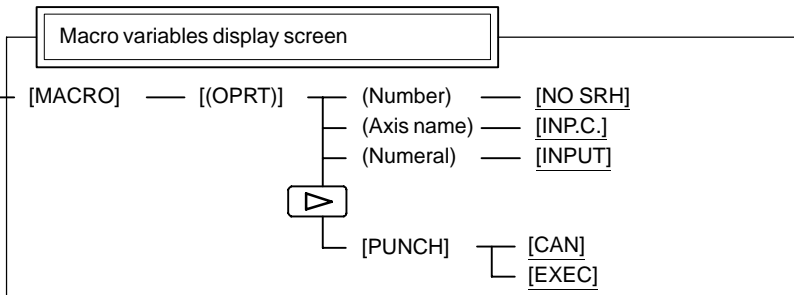 Macro variables display screen
[MACRO] [(OPRT)] (Number) [NO SRH]
(Axis name) [INP.C.]
(Numeral) [INPUT]
[PUNCH] [CAN]
[EXEC]